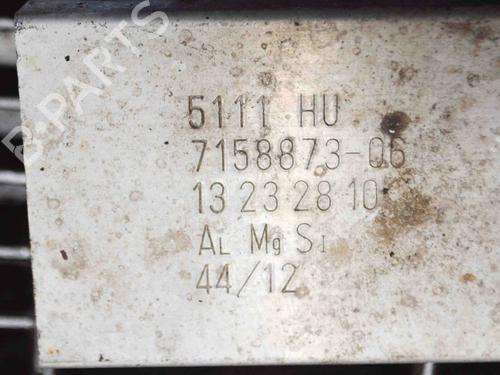 B-PARTS
5111 HU
7158873-06
13 23 28 10
AL Mg SI
44/12